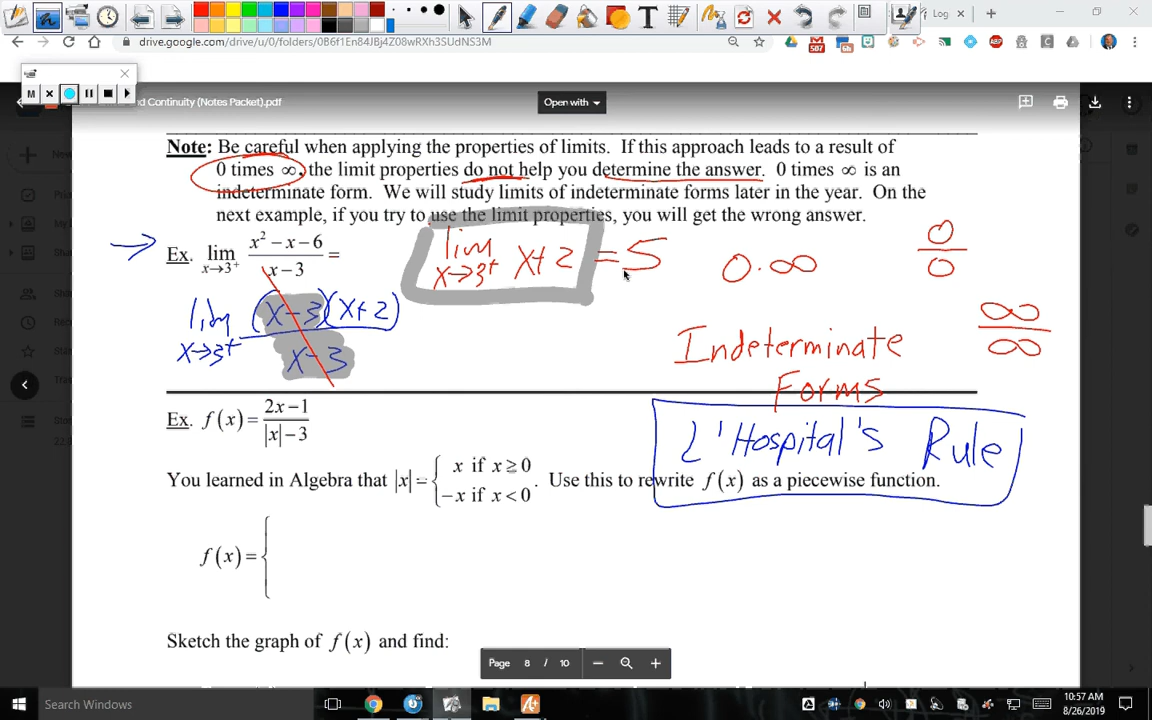 Log
drive.google.com/drive/u/0/folders/0B6f1En84JBj4Z08wRXh3SUdNS3M
M
and Continuity (Notes Packet).pdf
Open with
Note: Be careful when applying the properties of limits. If this approach leads to a result of
0 times ∞, the limit properties do not help you determine the answer. 0 times ∞ is an
indeterminate form. We will study limits of indeterminate forms later in the year. On the
next example, if you try to use the limit properties, you will get the wrong answer.
Ex. lim x→3⁺ (x² − x − 6)/(x − 3) =
lim x→3⁺ x+2 = 5
0·∞
0/0
lim x→3⁺ (x−3)(x+2)/(x−3)
∞/∞
Indeterminate
Forms
Ex. f(x) = (2x − 1)/(|x| − 3)
L'Hospital's Rule
You learned in Algebra that |x| = { x if x ≥ 0
−x if x < 0 . Use this to rewrite f(x) as a piecewise function.
f(x) = {
Sketch the graph of f(x) and find:
Page 8 / 10
Search Windows
10:57 AM
8/26/2019